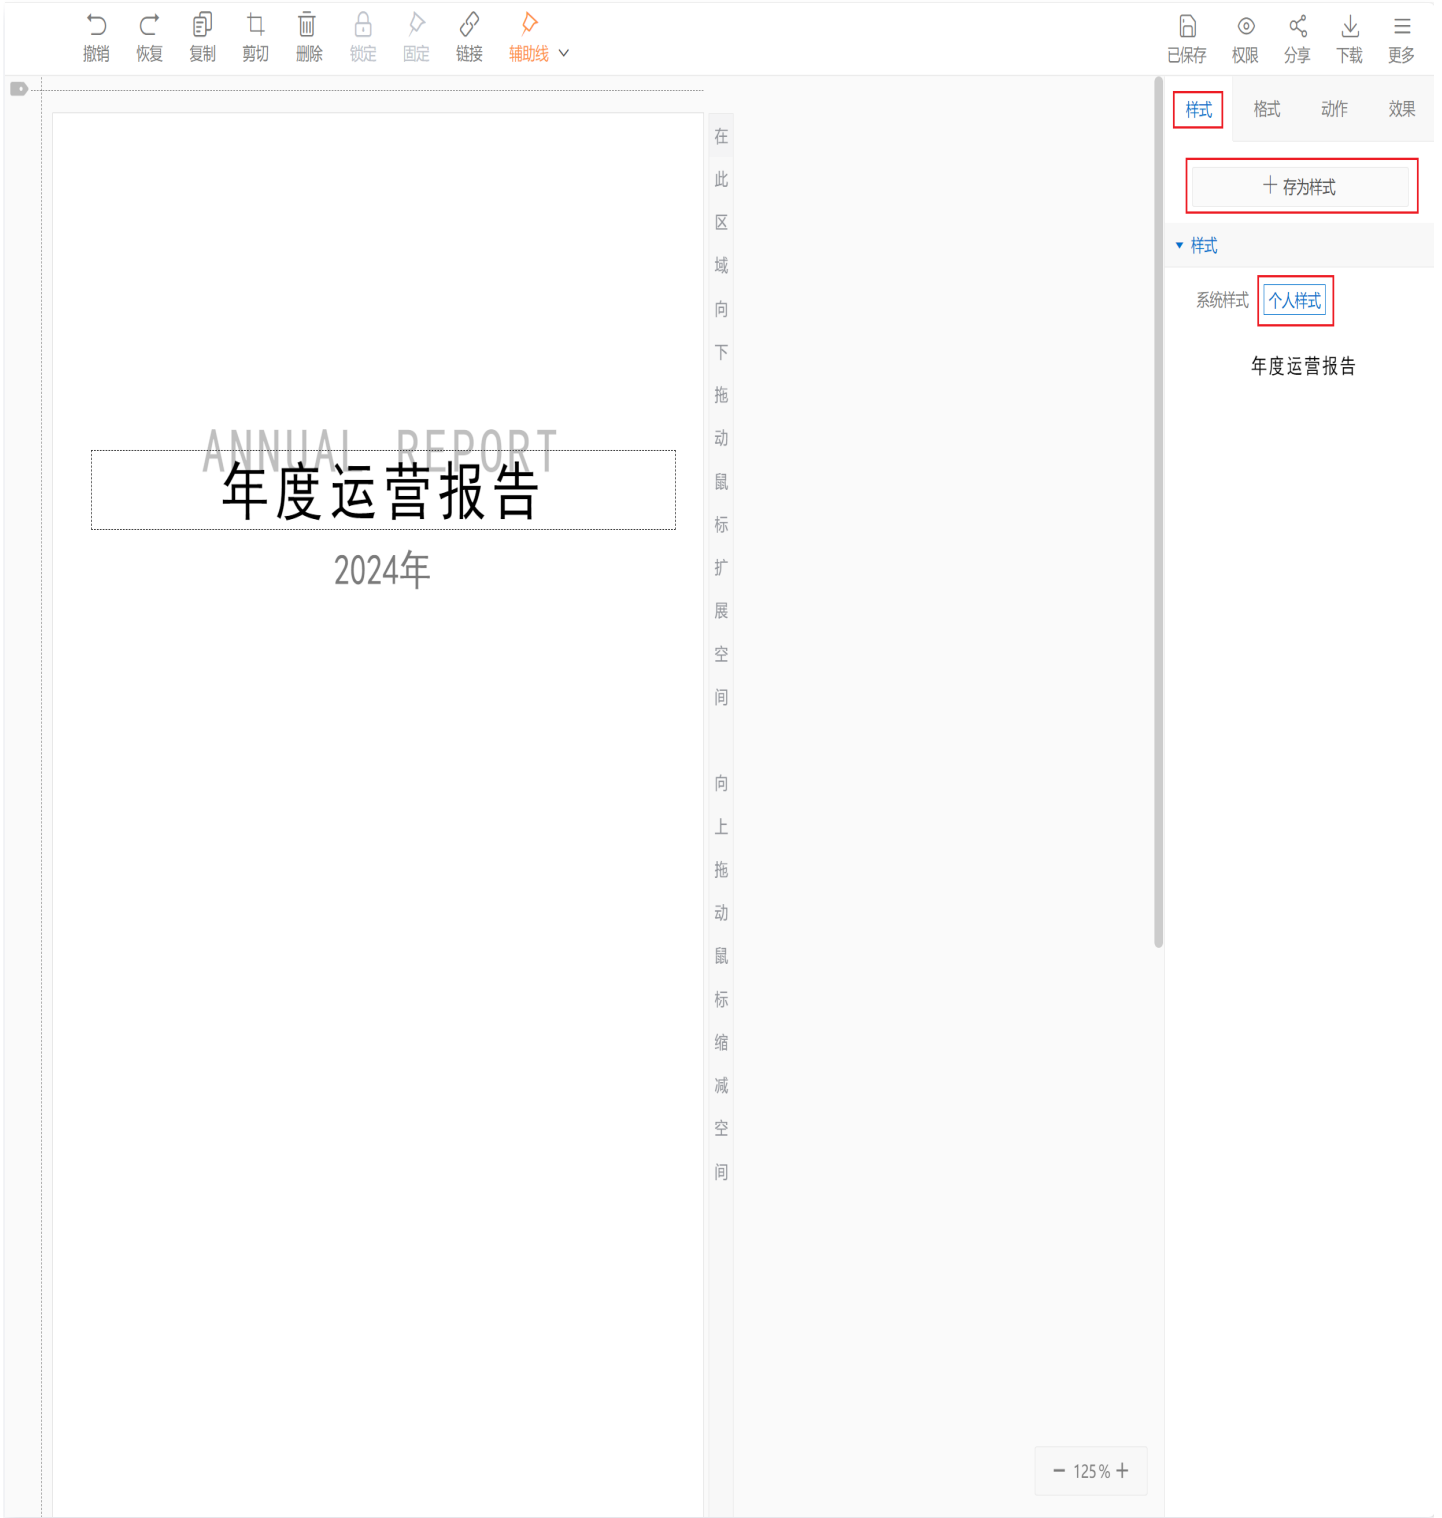 撤销 恢复 复制 剪切 删除 锁定 固定 链接 辅助线
已保存 权限 分享 下载 更多
样式 格式 动作 效果
存为样式
样式
系统样式 个人样式
年度运营报告
ANNUAL REPORT
年度运营报告
2024年
在此区域向下拖动鼠标扩展空间
向上拖动鼠标缩减空间
125%